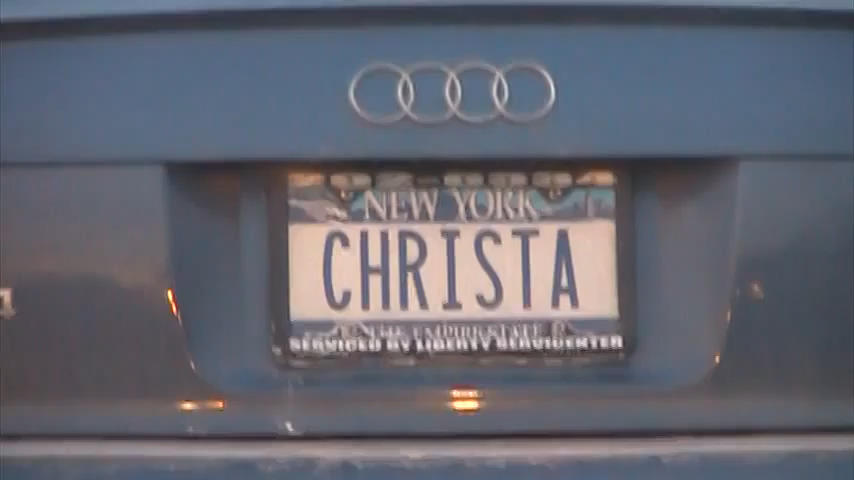 NEW YORK
CHRISTA
THE EMPIRE STATE
SERVICED BY LIBERTY SERVICENTER